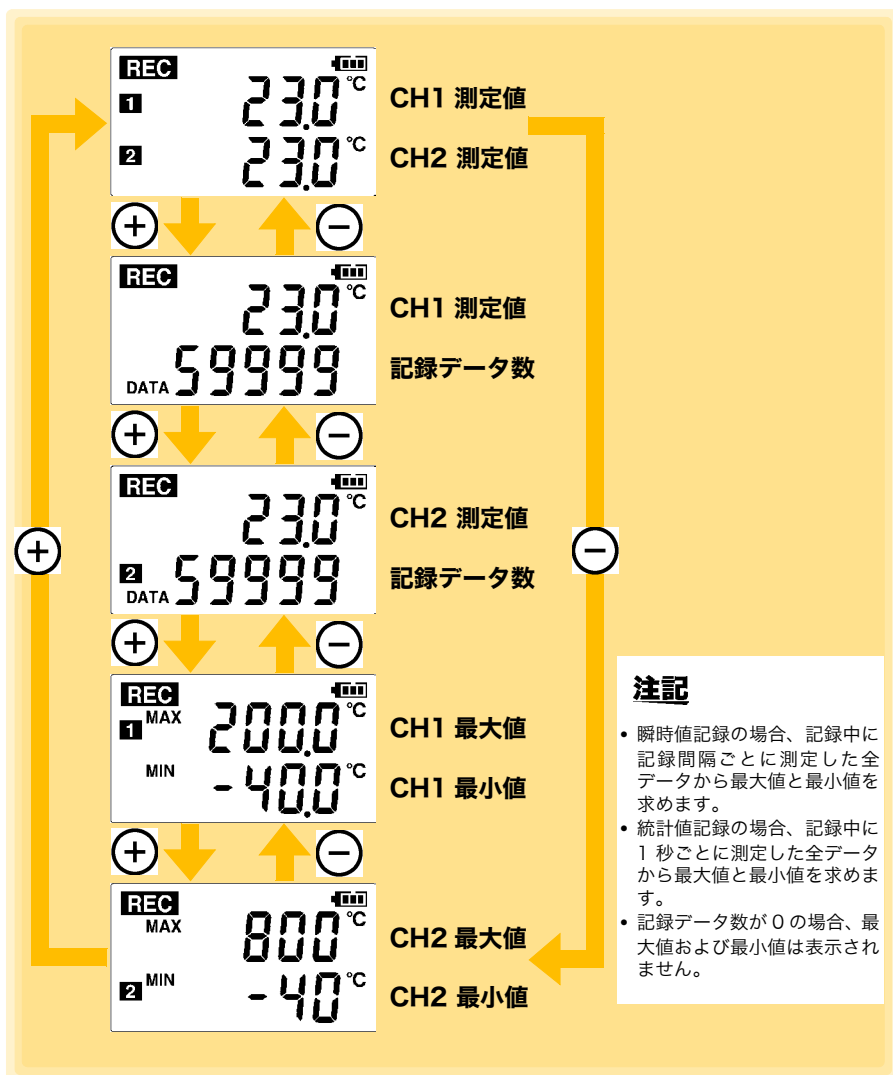 REC
1 23.0 °C
2 23.0 °C
CH1 測定値
CH2 測定値
+ −
REC
23.0 °C
DATA 59999
CH1 測定値
記録データ数
+ −
REC
23.0 °C
2 DATA 59999
CH2 測定値
記録データ数
+ −
+ −
REC
1 MAX 200.0 °C
MIN -40.0 °C
CH1 最大値
CH1 最小値
+ −
REC
MAX 800 °C
2 MIN -40 °C
CH2 最大値
CH2 最小値
注記
• 瞬時値記録の場合、記録中に
記録間隔ごとに測定した全
データから最大値と最小値を
求めます。
• 統計値記録の場合、記録中に
1 秒ごとに測定した全データ
から最大値と最小値を求めま
す。
• 記録データ数が 0 の場合、最
大値および最小値は表示され
ません。